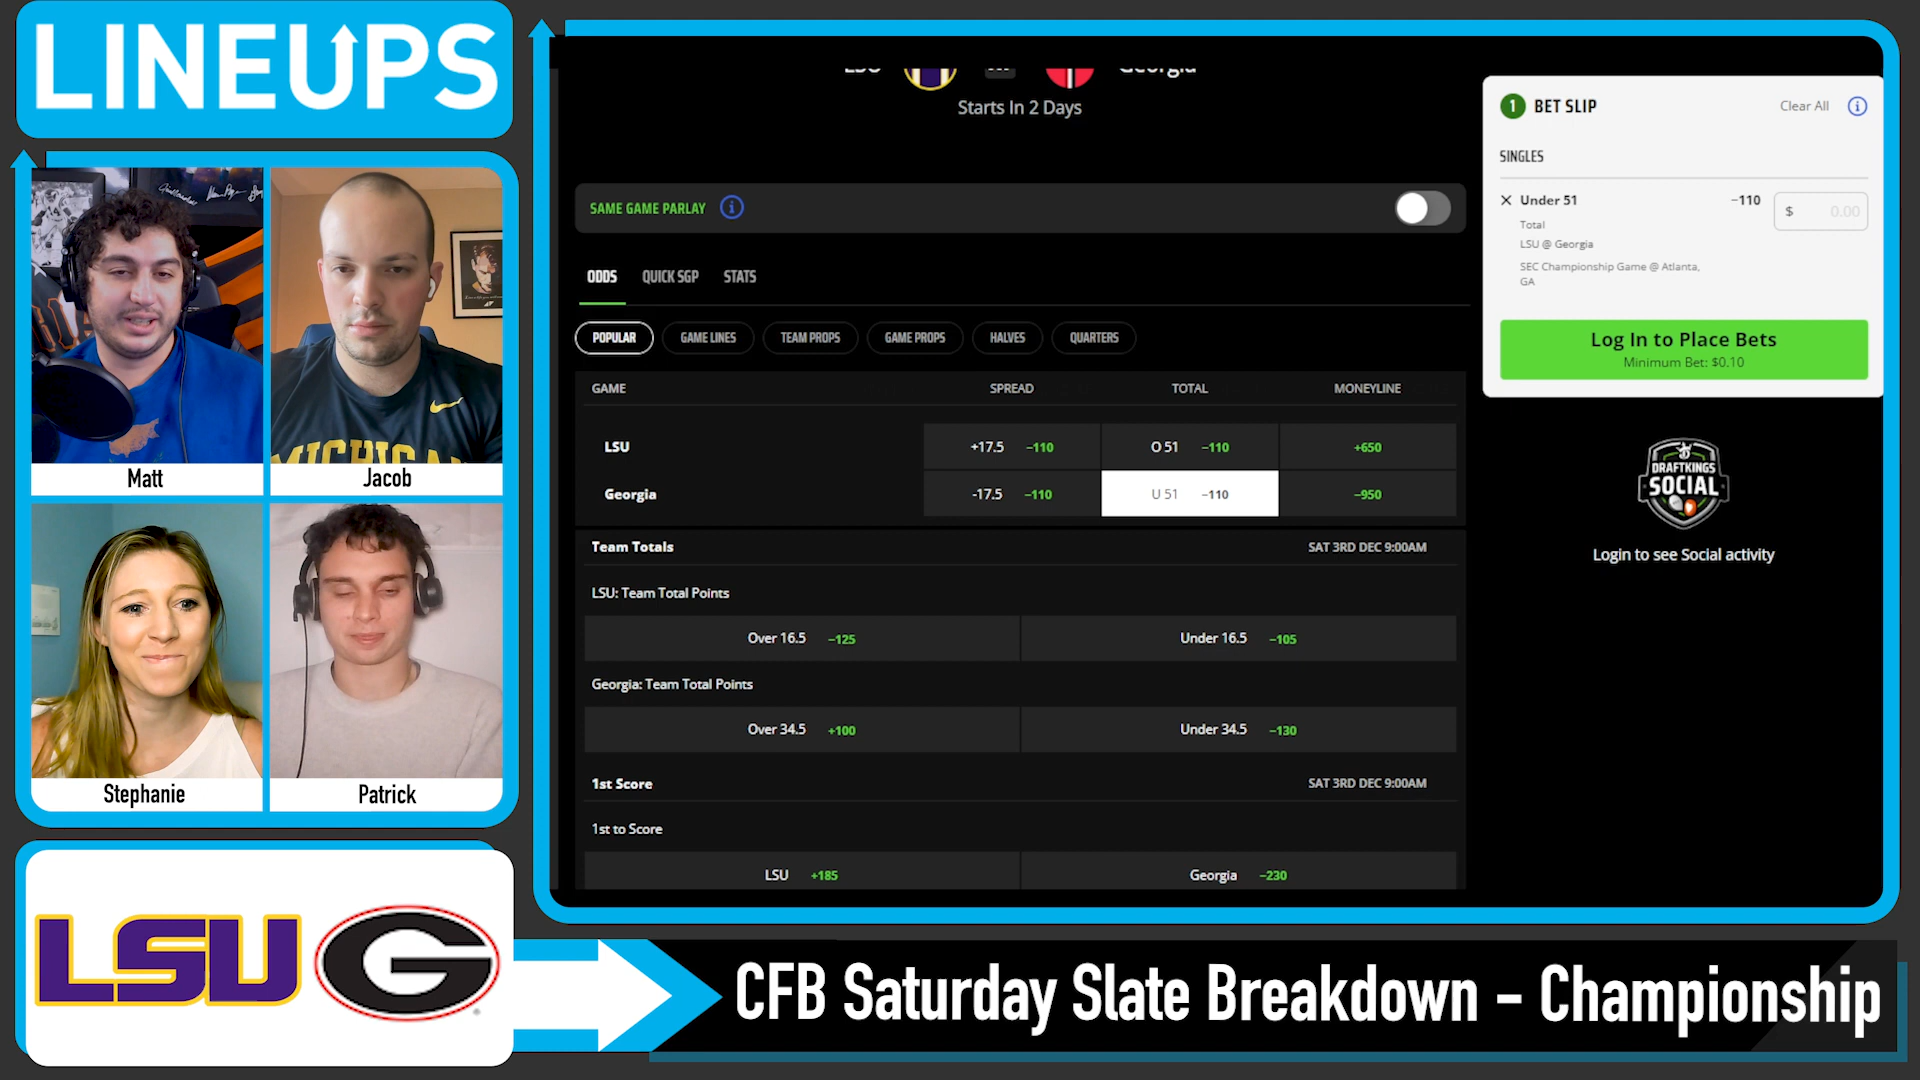 LINEUPS
Matt
Jacob
MICHIGAN
Stephanie
Patrick
LSU G
LSU Georgia
Starts In 2 Days
SAME GAME PARLAY
ODDS QUICK SGP STATS
POPULAR GAME LINES TEAM PROPS GAME PROPS HALVES QUARTERS
GAME SPREAD TOTAL MONEYLINE
LSU +17.5 −110 O 51 −110 +650
Georgia -17.5 −110 U 51 −110 −950
Team Totals SAT 3RD DEC 9:00AM
LSU: Team Total Points
Over 16.5 −125 Under 16.5 −105
Georgia: Team Total Points
Over 34.5 +100 Under 34.5 −130
1st Score SAT 3RD DEC 9:00AM
1st to Score
LSU +185 Georgia −230
1 BET SLIP Clear All
SINGLES
Under 51 −110 $ 0.00
Total
LSU @ Georgia
SEC Championship Game @ Atlanta,
GA
Log In to Place Bets
Minimum Bet: $0.10
DRAFTKINGS
SOCIAL
Login to see Social activity
CFB Saturday Slate Breakdown - Championship